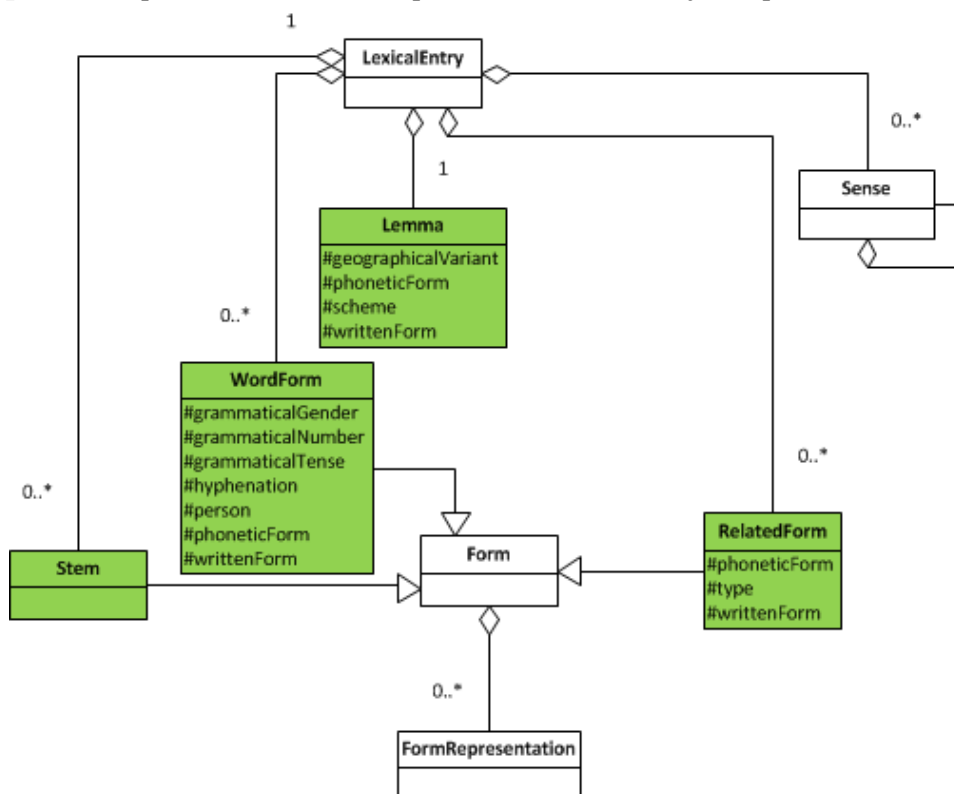 1
LexicalEntry
0..*
Sense
1
Lemma
#geographicalVariant
#phoneticForm
#scheme
#writtenForm
0..*
WordForm
#grammaticalGender
#grammaticalNumber
#grammaticalTense
#hyphenation
#person
#phoneticForm
#writtenForm
0..*
0..*
RelatedForm
#phoneticForm
#type
#writtenForm
Form
Stem
0..*
FormRepresentation